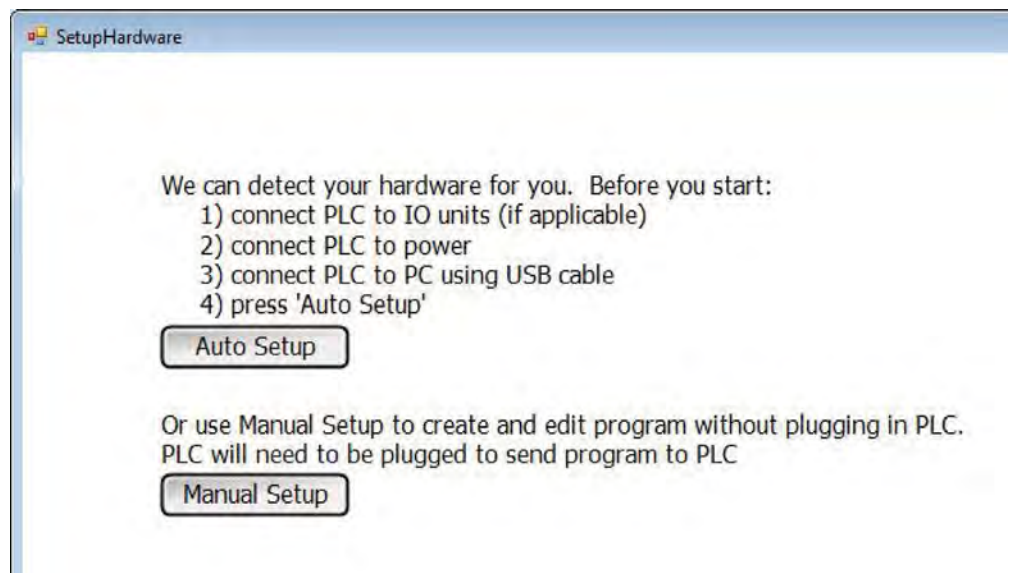 SetupHardware
We can detect your hardware for you. Before you start:
1) connect PLC to IO units (if applicable)
2) connect PLC to power
3) connect PLC to PC using USB cable
4) press 'Auto Setup'
Auto Setup
Or use Manual Setup to create and edit program without plugging in PLC.
PLC will need to be plugged to send program to PLC
Manual Setup